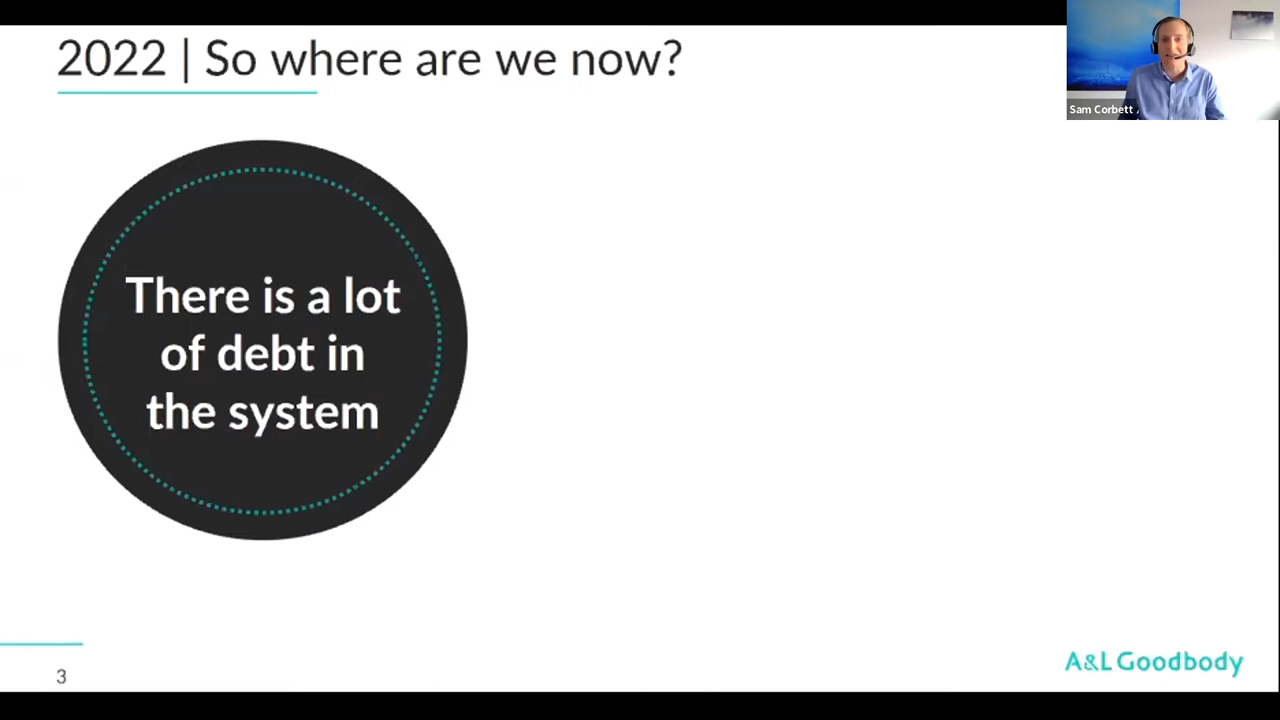 2022 | So where are we now?
Sam Corbett
There is a lot
of debt in
the system
3
A&L Goodbody